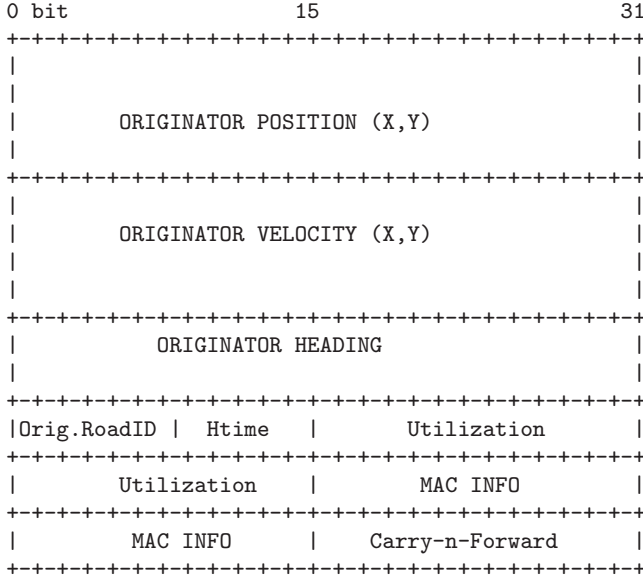 0 bit 15 31
+-+-+-+-+-+-+-+-+-+-+-+-+-+-+-+-+-+-+-+-+-+-+-+-+-+
| |
| |
| ORIGINATOR POSITION (X,Y) |
| |
+-+-+-+-+-+-+-+-+-+-+-+-+-+-+-+-+-+-+-+-+-+-+-+-+-+
| |
| ORIGINATOR VELOCITY (X,Y) |
| |
| |
+-+-+-+-+-+-+-+-+-+-+-+-+-+-+-+-+-+-+-+-+-+-+-+-+-+
| ORIGINATOR HEADING |
| |
+-+-+-+-+-+-+-+-+-+-+-+-+-+-+-+-+-+-+-+-+-+-+-+-+-+
|Orig.RoadID | Htime | Utilization |
+-+-+-+-+-+-+-+-+-+-+-+-+-+-+-+-+-+-+-+-+-+-+-+-+-+
| Utilization | MAC INFO |
+-+-+-+-+-+-+-+-+-+-+-+-+-+-+-+-+-+-+-+-+-+-+-+-+-+
| MAC INFO | Carry-n-Forward |
+-+-+-+-+-+-+-+-+-+-+-+-+-+-+-+-+-+-+-+-+-+-+-+-+-+